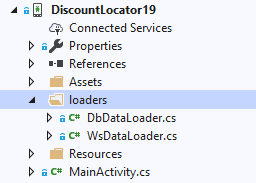 DiscountLocator19
Connected Services
Properties
References
Assets
loaders
C# DbDataLoader.cs
C# WsDataLoader.cs
Resources
C# MainActivity.cs